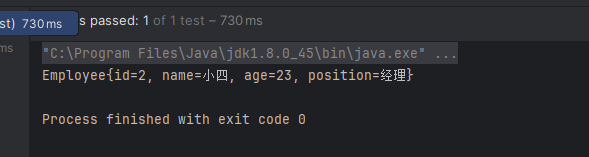 st) 730 ms
s passed: 1 of 1 test – 730 ms
ms
"C:\Program Files\Java\jdk1.8.0_45\bin\java.exe" ...
Employee{id=2, name=小四, age=23, position=经理}
Process finished with exit code 0